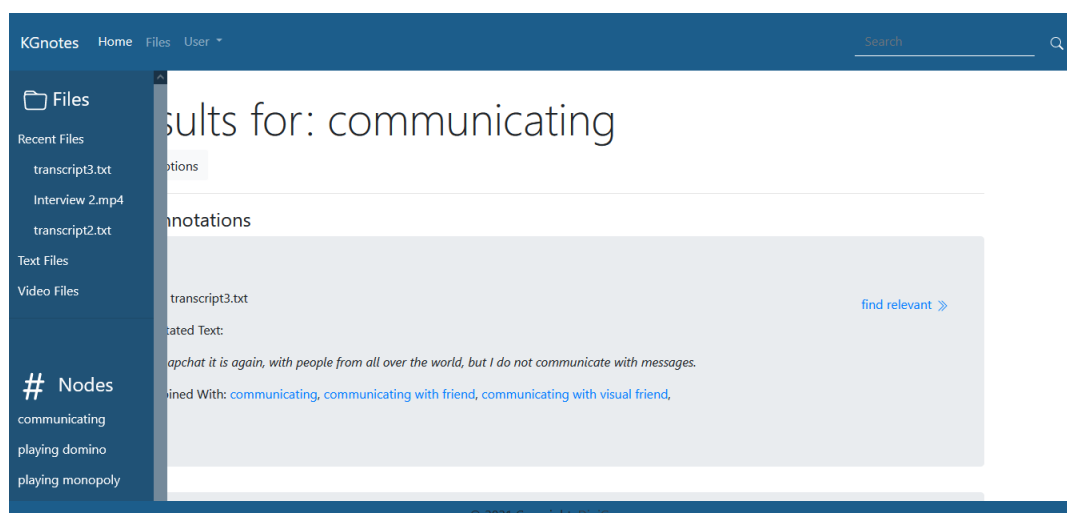 KGnotes Home Files User Search
Files
Recent Files
transcript3.txt
Interview 2.mp4
transcript2.txt
Text Files
Video Files
# Nodes
communicating
playing domino
playing monopoly
sults for: communicating
otions
nnotations
transcript3.txt
find relevant »
tated Text:
apchat it is again, with people from all over the world, but I do not communicate with messages.
ined With: communicating, communicating with friend, communicating with visual friend,